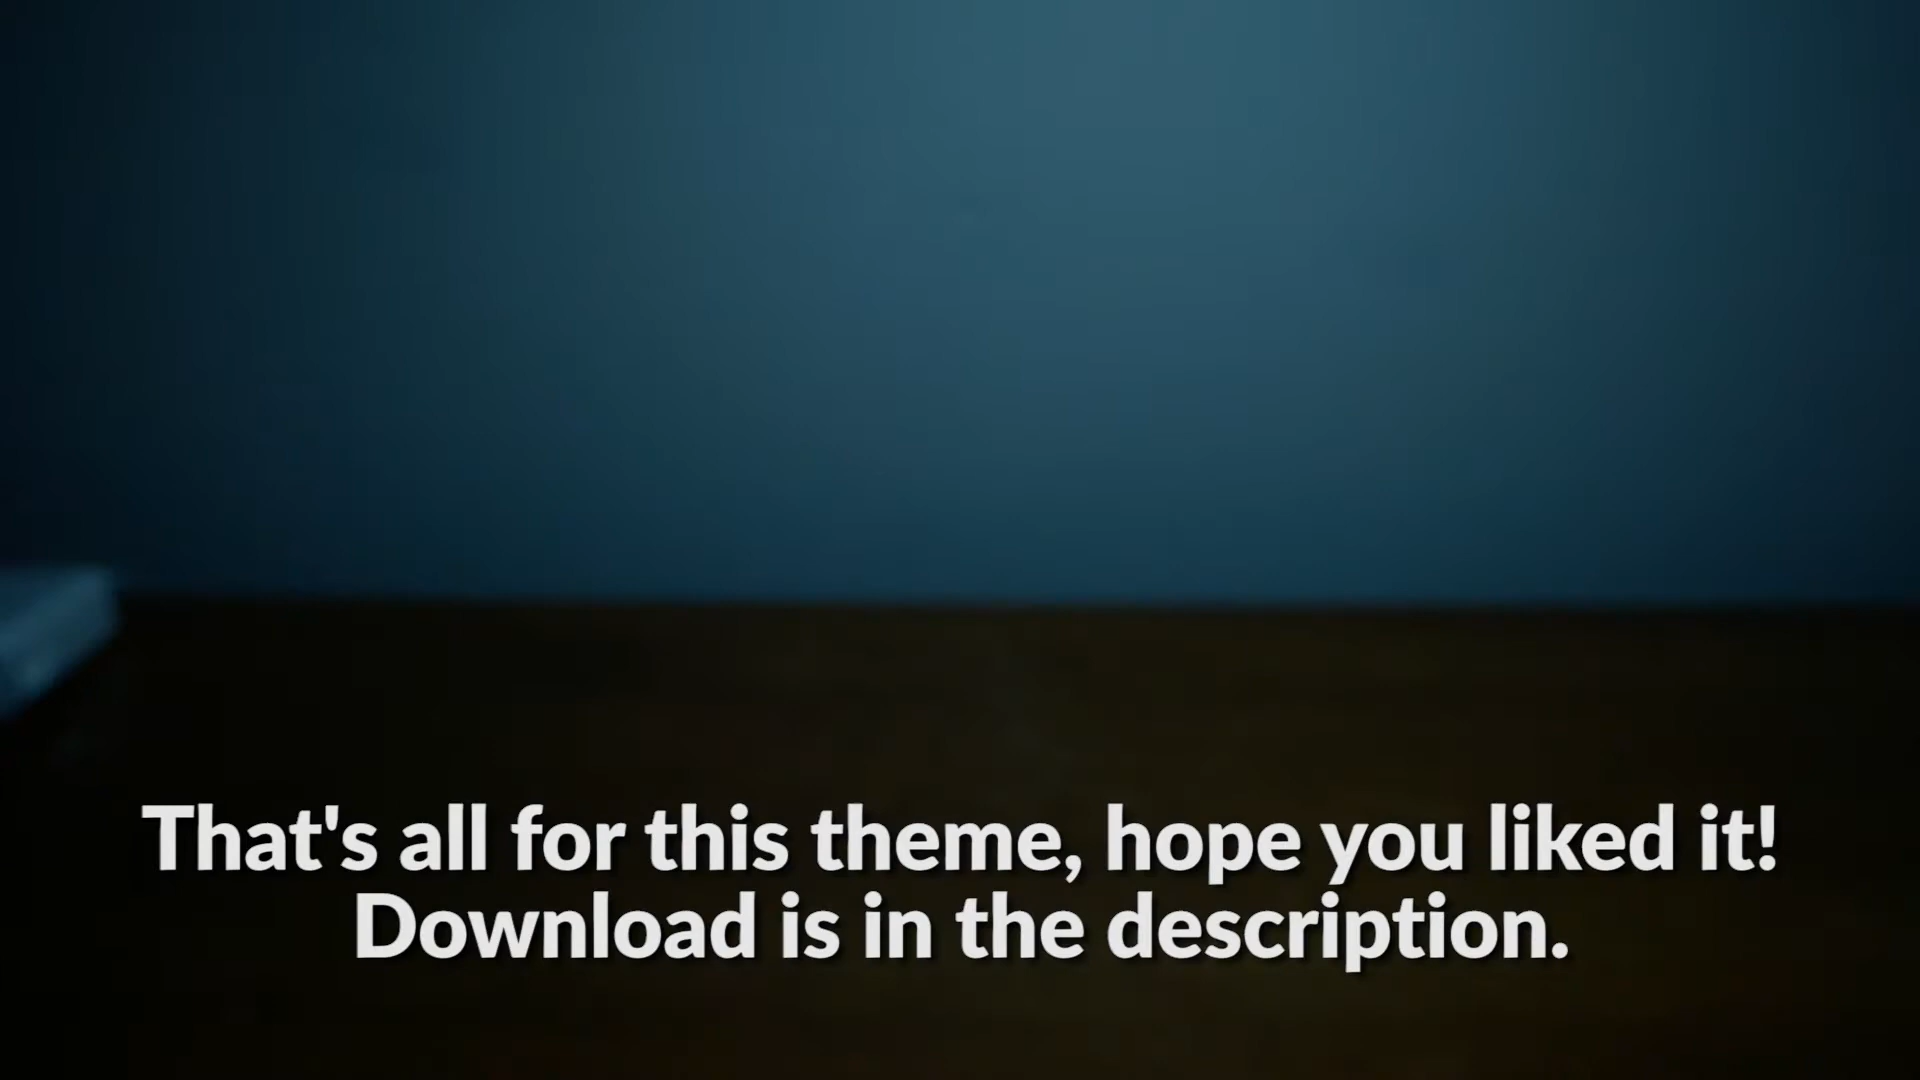 That's all for this theme, hope you liked it!
Download is in the description.